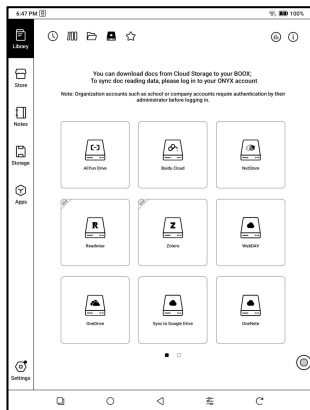 6:47 PM
100%
Library
Store
Notes
Storage
Apps
Settings
You can download docs from Cloud Storage to your BOOX;
To sync doc reading data, please log in to your ONYX account
Note: Organization accounts such as school or company accounts require authentication by their
administrator before logging in.
Aliyun Drive
Baidu Cloud
NutStore
R
Readwise
Z
Zotero
WebDAV
OneDrive
Sync to Google Drive
OneNote